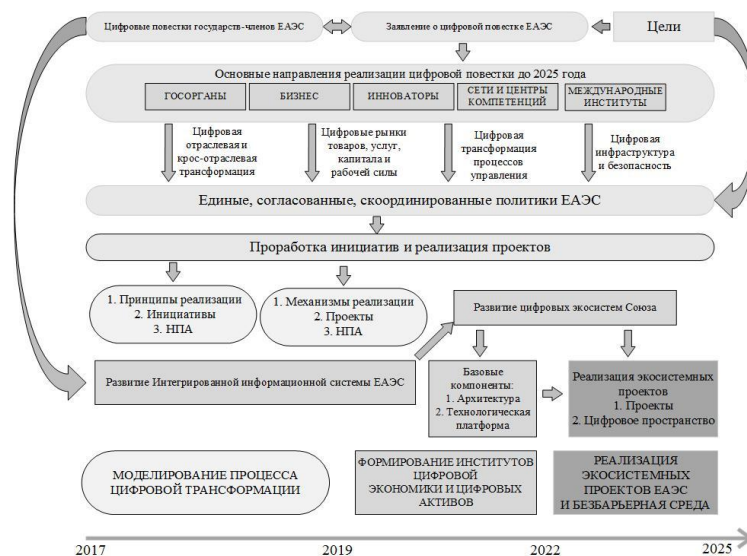 Цифровые повестки государств-членов ЕАЭС
Заявление о цифровой повестке ЕАЭС
Цели
Основные направления реализации цифровой повестки до 2025 года
ГОСОРГАНЫ
БИЗНЕС
ИННОВАТОРЫ
СЕТИ И ЦЕНТРЫ
КОМПЕТЕНЦИЙ
МЕЖДУНАРОДНЫЕ
ИНСТИТУТЫ
Цифровая
отраслевая и
крос-отраслевая
трансформация
Цифровые рынки
товаров, услуг,
капитала и
рабочей силы
Цифровая
трансформация
процессов
управления
Цифровая
инфраструктура
и безопасность
Единые, согласованные, скоординированные политики ЕАЭС
Проработка инициатив и реализация проектов
1. Принципы реализации
2. Инициативы
3. НПА
1. Механизмы реализации
2. Проекты
3. НПА
Развитие цифровых экосистем Союза
Развитие Интегрированной информационной системы ЕАЭС
Базовые
компоненты:
1. Архитектура
2. Технологическая
платформа
Реализация экосистемных
проектов
1. Проекты
2. Цифровое пространство
МОДЕЛИРОВАНИЕ ПРОЦЕССА
ЦИФРОВОЙ ТРАНСФОРМАЦИИ
ФОРМИРОВАНИЕ ИНСТИТУТОВ
ЦИФРОВОЙ
ЭКОНОМИКИ И ЦИФРОВЫХ
АКТИВОВ
РЕАЛИЗАЦИЯ
ЭКОСИСТЕМНЫХ
ПРОЕКТОВ ЕАЭС
И БЕЗБАРЬЕРНАЯ СРЕДА
2017
2019
2022
2025